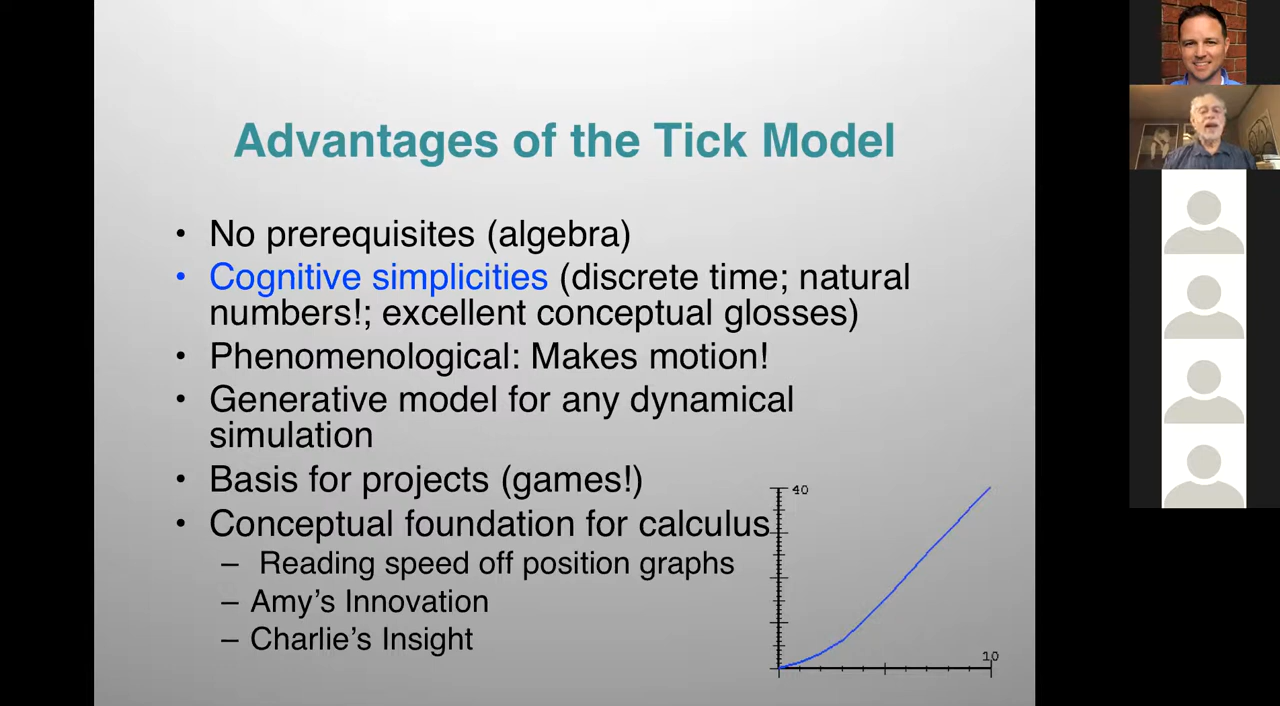 Advantages of the Tick Model
• No prerequisites (algebra)
• Cognitive simplicities (discrete time; natural
numbers!; excellent conceptual glosses)
• Phenomenological: Makes motion!
• Generative model for any dynamical
simulation
• Basis for projects (games!)
• Conceptual foundation for calculus
– Reading speed off position graphs
– Amy’s Innovation
– Charlie’s Insight
40
10